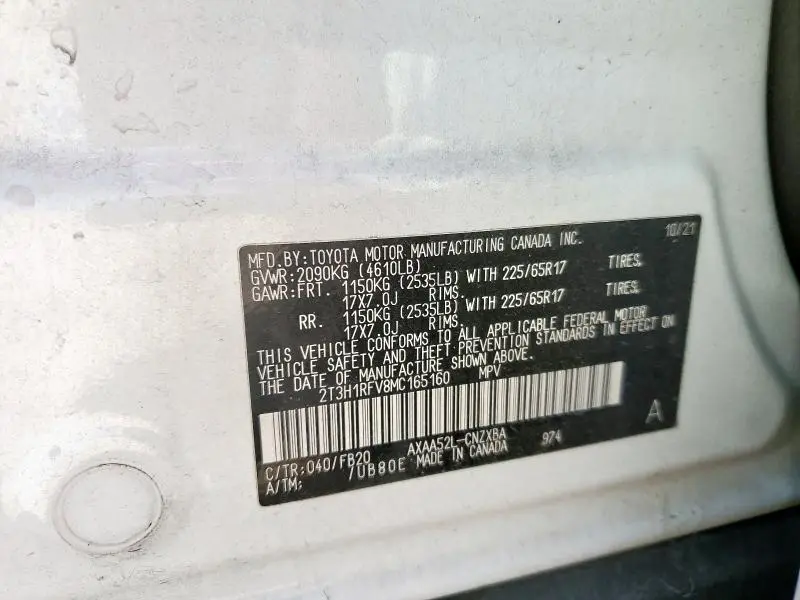 10/21
MFD.BY:TOYOTA MOTOR MANUFACTURING CANADA INC.
GVWR:2090KG (4610LB)
GAWR:FRT. 1150KG (2535LB) WITH 225/65R17 TIRES,
17X7.0J RIMS.
RR. 1150KG (2535LB) WITH 225/65R17 TIRES,
17X7.0J RIMS.
THIS VEHICLE CONFORMS TO ALL APPLICABLE FEDERAL MOTOR
VEHICLE SAFETY AND THEFT PREVENTION STANDARDS IN EFFECT ON
THE DATE OF MANUFACTURE SHOWN ABOVE.
2T3H1RFV8MC165160 MPV
A
C/TR:040/FB20 AXAA52L-CNZXBA 974
A/TM: /UB80E MADE IN CANADA